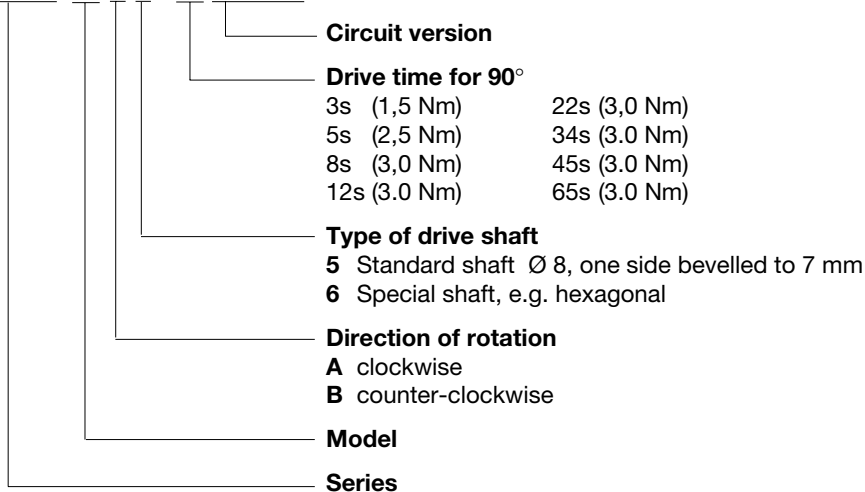 Circuit version
Drive time for 90°
3s (1,5 Nm) 22s (3,0 Nm)
5s (2,5 Nm) 34s (3.0 Nm)
8s (3,0 Nm) 45s (3.0 Nm)
12s (3.0 Nm) 65s (3.0 Nm)
Type of drive shaft
5 Standard shaft Ø 8, one side bevelled to 7 mm
6 Special shaft, e.g. hexagonal
Direction of rotation
A clockwise
B counter-clockwise
Model
Series